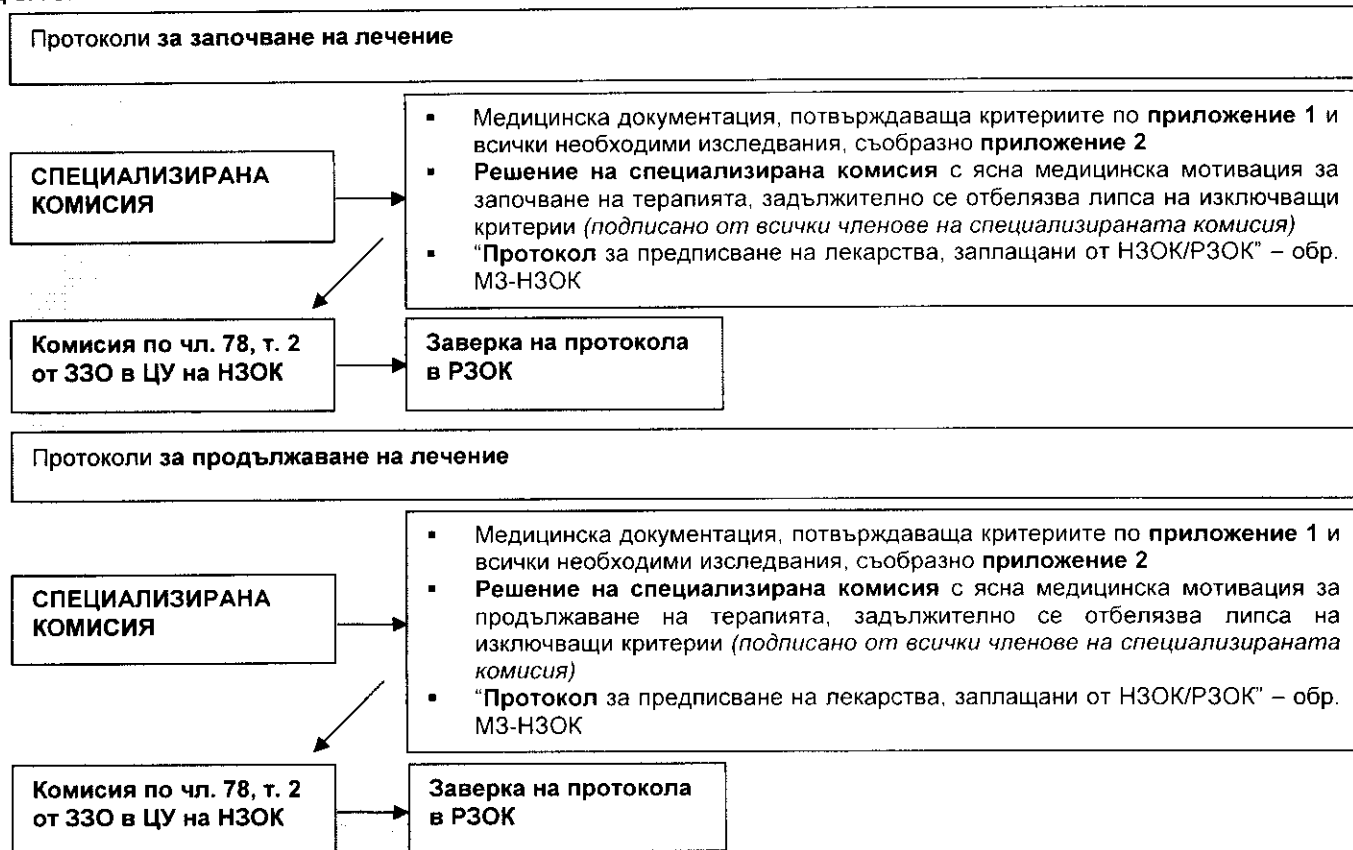 Протоколи за започване на лечение
СПЕЦИАЛИЗИРАНА
КОМИСИЯ
▪ Медицинска документация, потвърждаваща критериите по приложение 1 и
всички необходими изследвания, съобразно приложение 2
▪ Решение на специализирана комисия с ясна медицинска мотивация за
започване на терапията, задължително се отбелязва липса на изключващи
критерии (подписано от всички членове на специализираната комисия)
▪ "Протокол за предписване на лекарства, заплащани от НЗОК/РЗОК" – обр.
МЗ-НЗОК
Комисия по чл. 78, т. 2
от ЗЗО в ЦУ на НЗОК
Заверка на протокола
в РЗОК
Протоколи за продължаване на лечение
СПЕЦИАЛИЗИРАНА
КОМИСИЯ
▪ Медицинска документация, потвърждаваща критериите по приложение 1 и
всички необходими изследвания, съобразно приложение 2
▪ Решение на специализирана комисия с ясна медицинска мотивация за
продължаване на терапията, задължително се отбелязва липса на
изключващи критерии (подписано от всички членове на специализираната
комисия)
▪ "Протокол за предписване на лекарства, заплащани от НЗОК/РЗОК" – обр.
МЗ-НЗОК
Комисия по чл. 78, т. 2
от ЗЗО в ЦУ на НЗОК
Заверка на протокола
в РЗОК